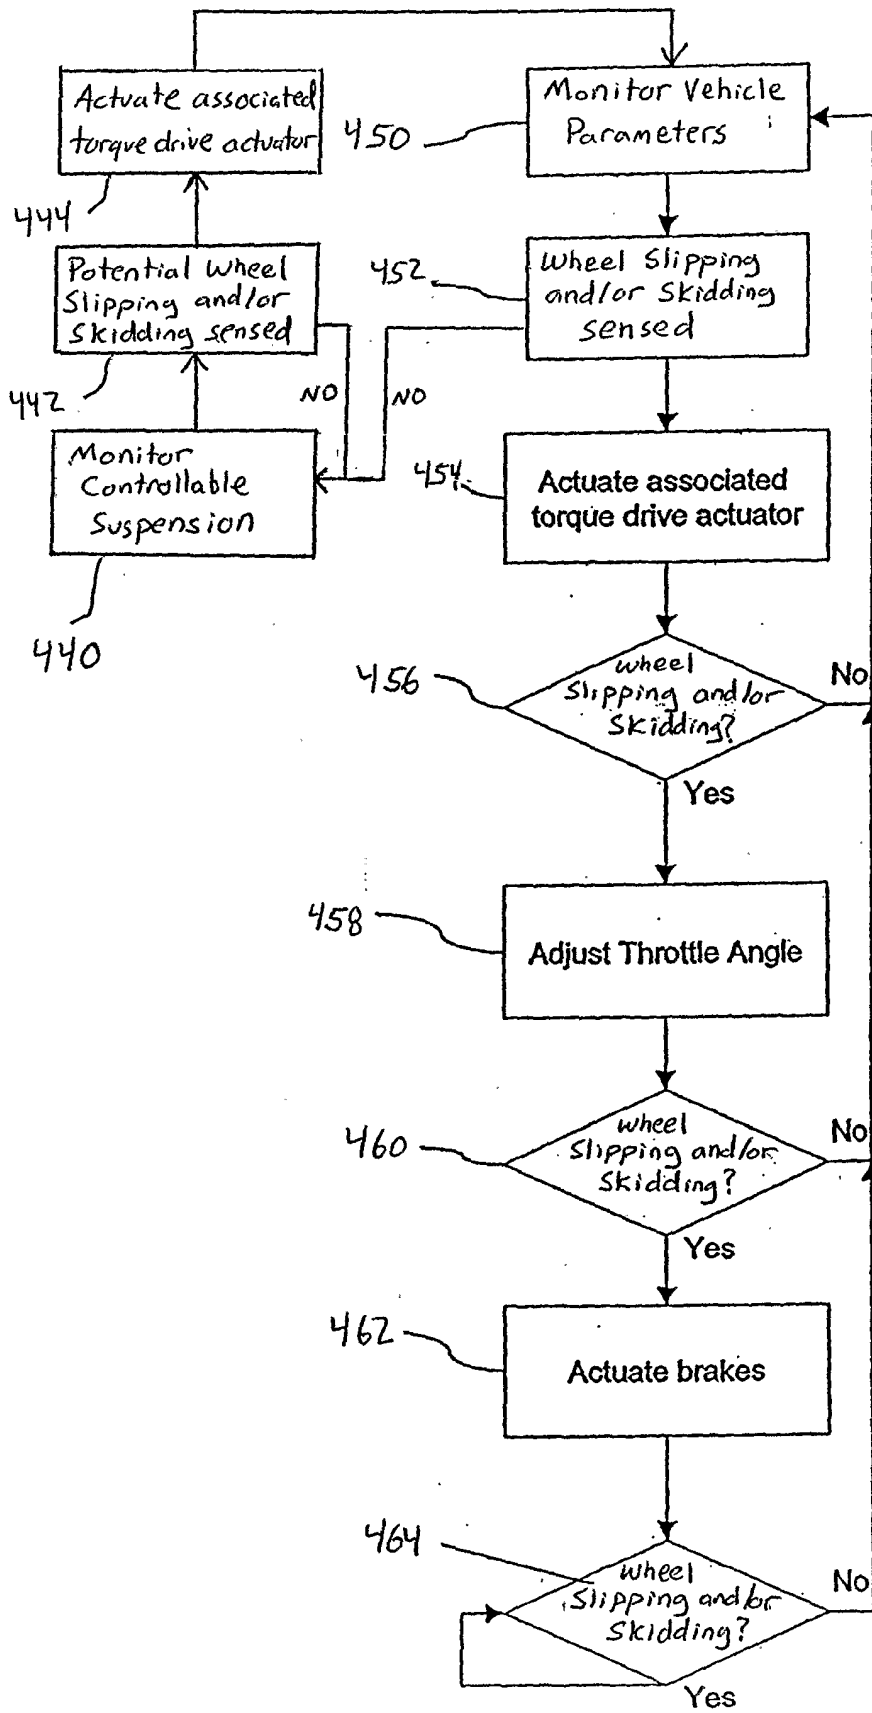 Actuate associated
torque drive actuator
444
Potential Wheel
Slipping and/or
Skidding sensed
442
NO
Monitor
Controllable
Suspension
440
Monitor Vehicle
Parameters
450
Wheel Slipping
and/or Skidding
sensed
452
NO
Actuate associated
torque drive actuator
454
Wheel
Slipping and/or
Skidding?
456
No
Yes
Adjust Throttle Angle
458
Wheel
Slipping and/or
Skidding?
460
No
Yes
Actuate brakes
462
Wheel
Slipping and/or
Skidding?
464
No
Yes